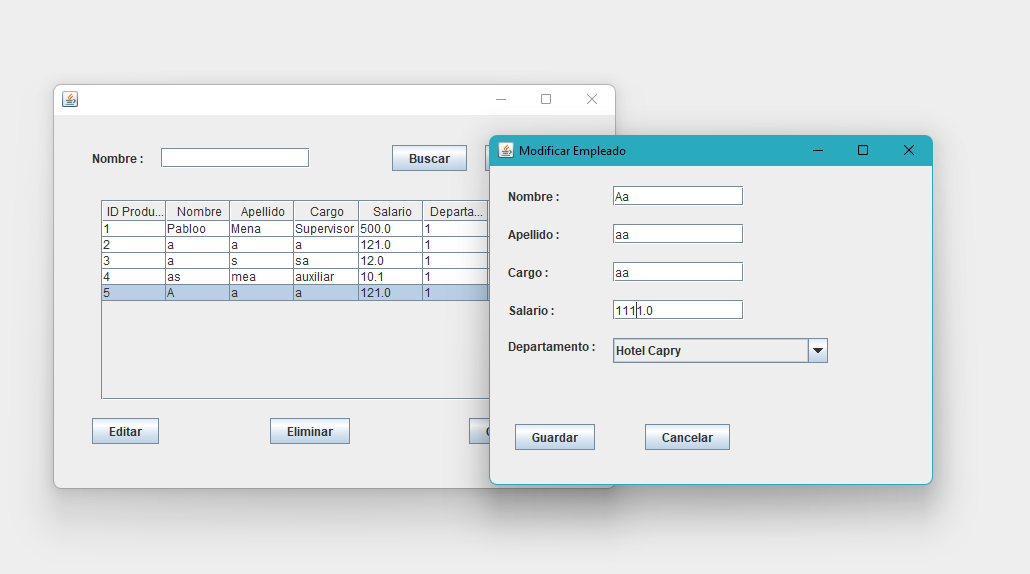 Nombre :
Buscar
ID Produ... Nombre Apellido Cargo Salario Departa...
1 Pabloo Mena Supervisor 500.0 1
2 a a a 121.0 1
3 a s sa 12.0 1
4 as mea auxiliar 10.1 1
5 A a a 121.0 1
Editar Eliminar
Modificar Empleado
Nombre : Aa
Apellido : aa
Cargo : aa
Salario : 1111.0
Departamento : Hotel Capry
Guardar Cancelar